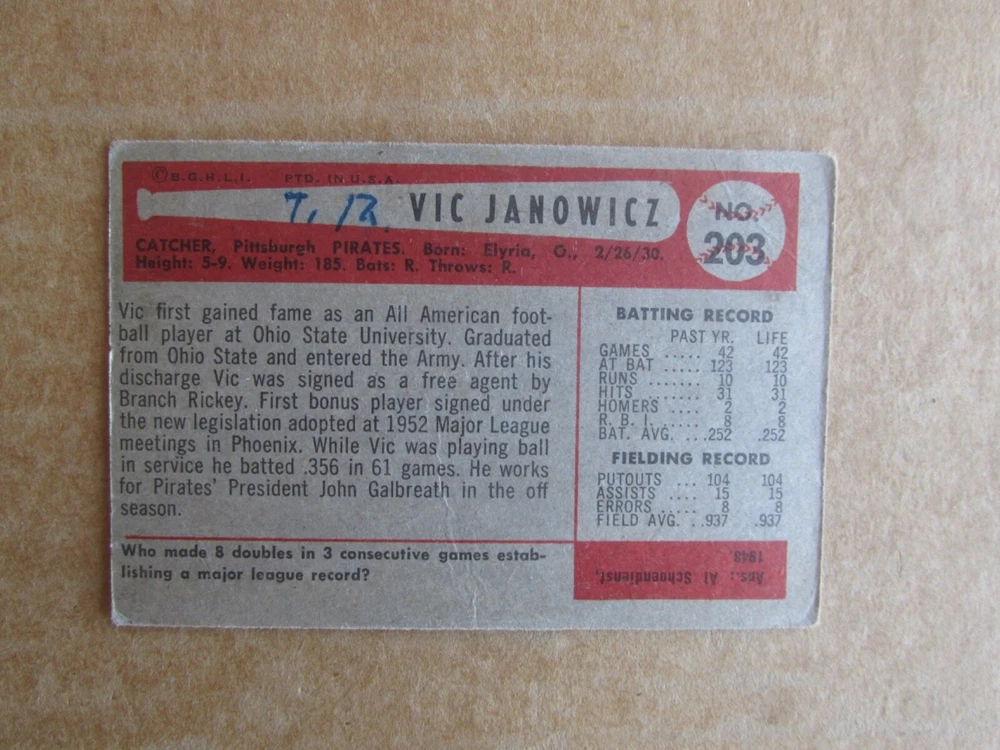 ©B.G.H.L.I. PTD. IN U.S.A.
VIC JANOWICZ
NO.
203
CATCHER, Pittsburgh PIRATES. Born: Elyria, O., 2/26/30.
Height: 5-9. Weight: 185. Bats: R. Throws: R.
Vic first gained fame as an All American foot-
ball player at Ohio State University. Graduated
from Ohio State and entered the Army. After his
discharge Vic was signed as a free agent by
Branch Rickey. First bonus player signed under
the new legislation adopted at 1952 Major League
meetings in Phoenix. While Vic was playing ball
in service he batted .356 in 61 games. He works
for Pirates' President John Galbreath in the off
season.
Who made 8 doubles in 3 consecutive games estab-
lishing a major league record?
BATTING RECORD
PAST YR. LIFE
GAMES ..... 42 42
AT BAT ..... 123 123
RUNS ....... 10 10
HITS ....... 31 31
HOMERS .... 2 2
R. B. I. ...... 8 8
BAT. AVG. ...252 .252
FIELDING RECORD
PUTOUTS ... 104 104
ASSISTS .... 15 15
ERRORS ..... 8 8
FIELD AVG. ..937 .937
Ans.: Al Schoendienst,
1948